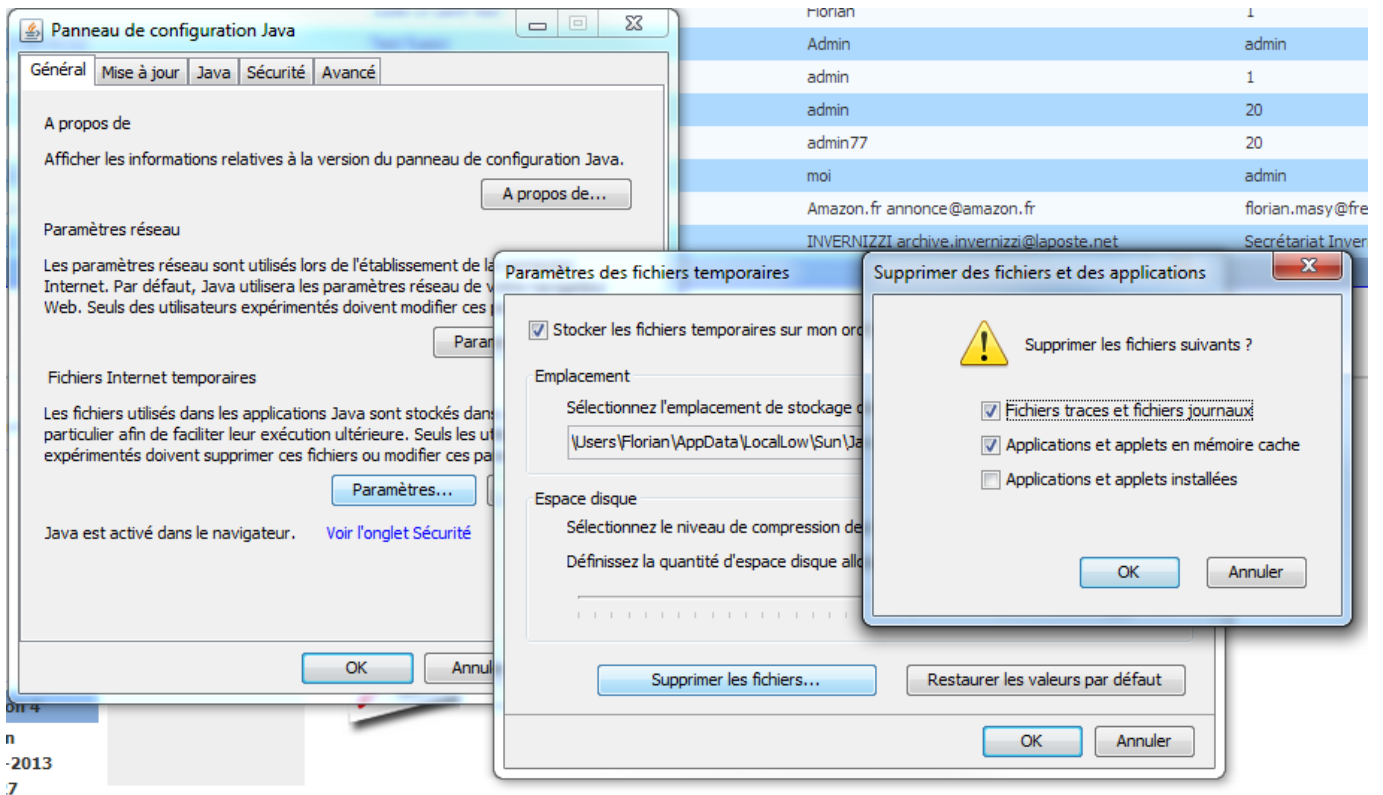 Panneau de configuration Java
Général Mise à jour Java Sécurité Avancé
A propos de
Afficher les informations relatives à la version du panneau de configuration Java.
A propos de...
Paramètres réseau
Les paramètres réseau sont utilisés lors de l'établissement de la
Internet. Par défaut, Java utilisera les paramètres réseau de
Web. Seuls des utilisateurs expérimentés doivent modifier ces
Param
Fichiers Internet temporaires
Les fichiers utilisés dans les applications Java sont stockés dans
particulier afin de faciliter leur exécution ultérieure. Seuls les ut
expérimentés doivent supprimer ces fichiers ou modifier ces pa
Paramètres...
Java est activé dans le navigateur. Voir l'onglet Sécurité
OK Annul
Florian 1
Admin admin
admin 1
admin 20
admin77 20
moi admin
Amazon.fr annonce@amazon.fr florian.masy@fre
INVERNIZZI archive.invernizzi@laposte.net Secrétariat Inver
Paramètres des fichiers temporaires
Stocker les fichiers temporaires sur mon ord
Emplacement
Sélectionnez l'emplacement de stockage d
\Users\Florian\AppData\LocalLow\Sun\Ja
Espace disque
Sélectionnez le niveau de compression de
Définissez la quantité d'espace disque allo
Supprimer les fichiers... Restaurer les valeurs par défaut
OK Annuler
Supprimer des fichiers et des applications
Supprimer les fichiers suivants ?
Fichiers traces et fichiers journaux
Applications et applets en mémoire cache
Applications et applets installées
OK Annuler
on 4
n
-2013
27